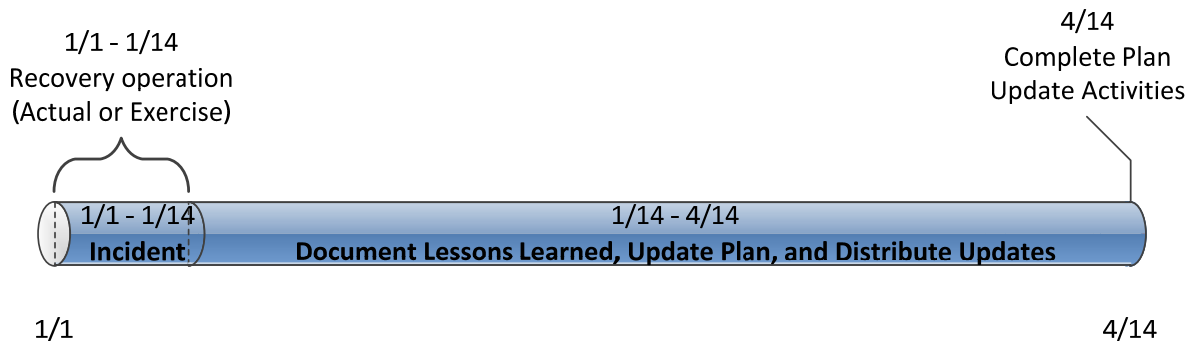 1/1 - 1/14
Recovery operation
(Actual or Exercise)
4/14
Complete Plan
Update Activities
1/1 - 1/14
Incident
1/14 - 4/14
Document Lessons Learned, Update Plan, and Distribute Updates
1/1
4/14